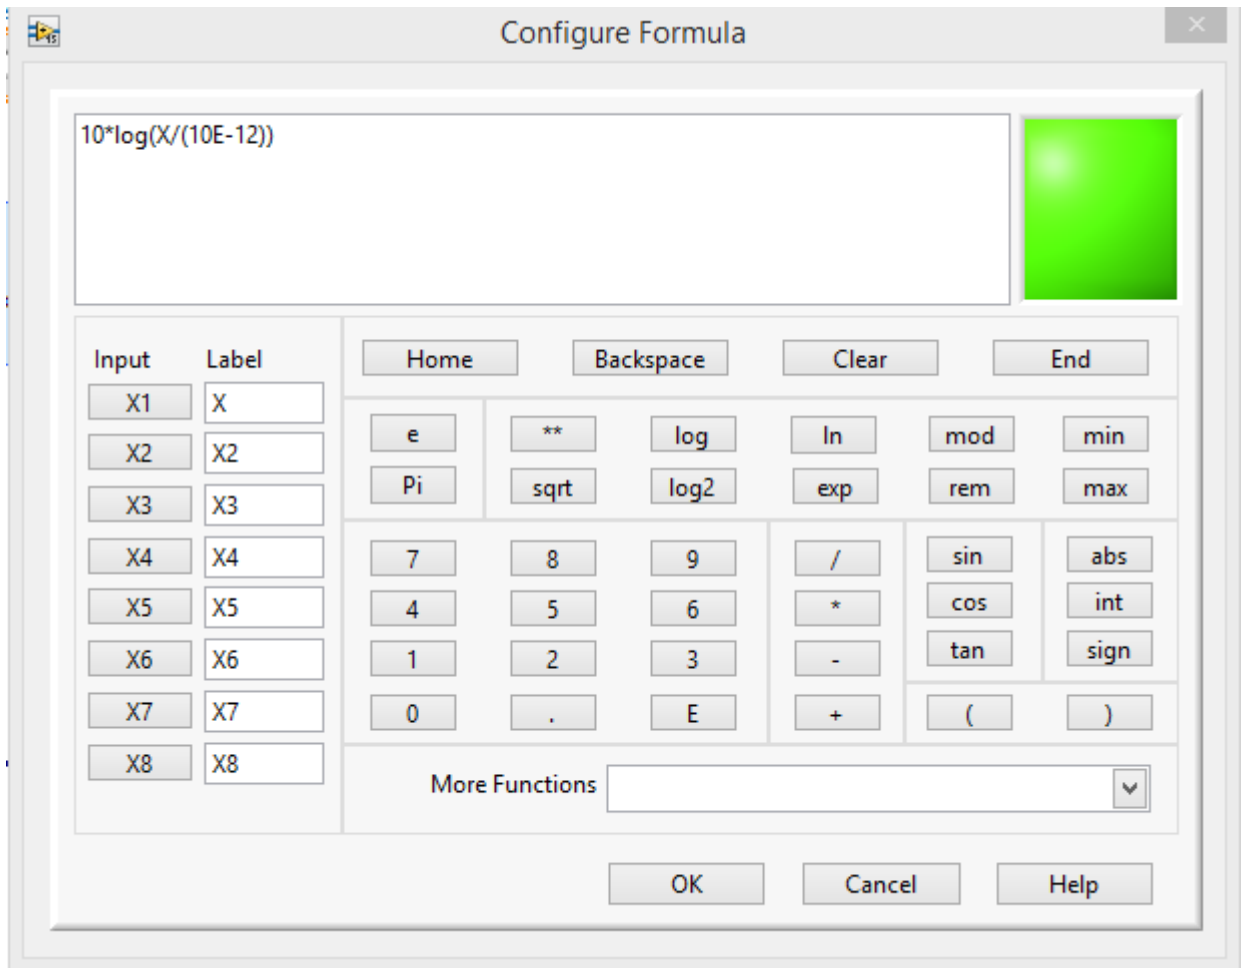 Configure Formula
10*log(X/(10E-12))
Input Label
X1 X
X2 X2
X3 X3
X4 X4
X5 X5
X6 X6
X7 X7
X8 X8
Home Backspace Clear End
e ** log ln mod min
Pi sqrt log2 exp rem max
7 8 9 / sin abs
4 5 6 * cos int
1 2 3 - tan sign
0 . E + ( )
More Functions
OK Cancel Help